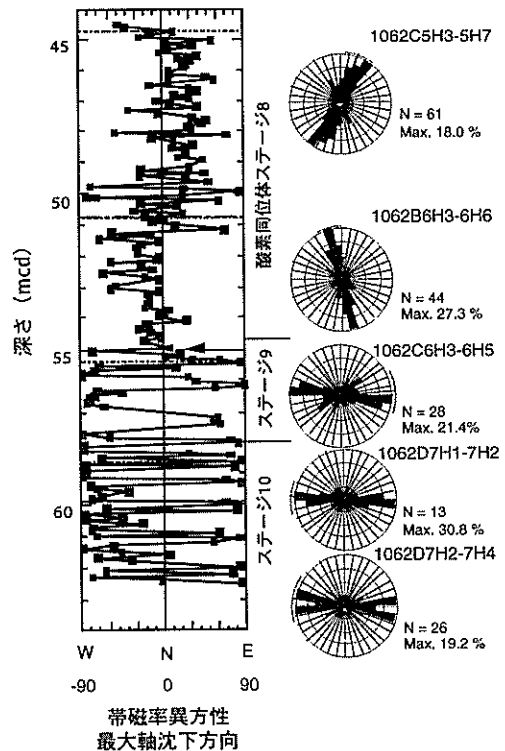 45
50
55
60
深さ (mcd)
酸素同位体ステージ8
ステージ9
ステージ10
W N E
-90 0 90
帯磁率異方性
最大軸沈下方向
1062C5H3-5H7
N = 61
Max. 18.0 %
1062B6H3-6H6
N = 44
Max. 27.3 %
1062C6H3-6H5
N = 28
Max. 21.4%
1062D7H1-7H2
N = 13
Max. 30.8 %
1062D7H2-7H4
N = 26
Max. 19.2 %